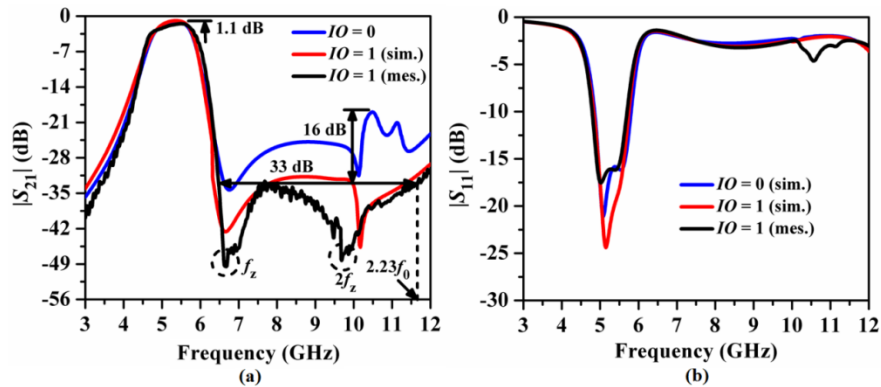 1.1 dB
IO = 0
IO = 1 (sim.)
IO = 1 (mes.)
16 dB
33 dB
fz
2fz
2.23f0
0
-7
-14
-21
-28
-35
-42
-49
-56
|S21| (dB)
3 4 5 6 7 8 9 10 11 12
Frequency (GHz)
(a)
0
-5
-10
-15
-20
-25
-30
|S11| (dB)
IO = 0 (sim.)
IO = 1 (sim.)
IO = 1 (mes.)
3 4 5 6 7 8 9 10 11 12
Frequency (GHz)
(b)